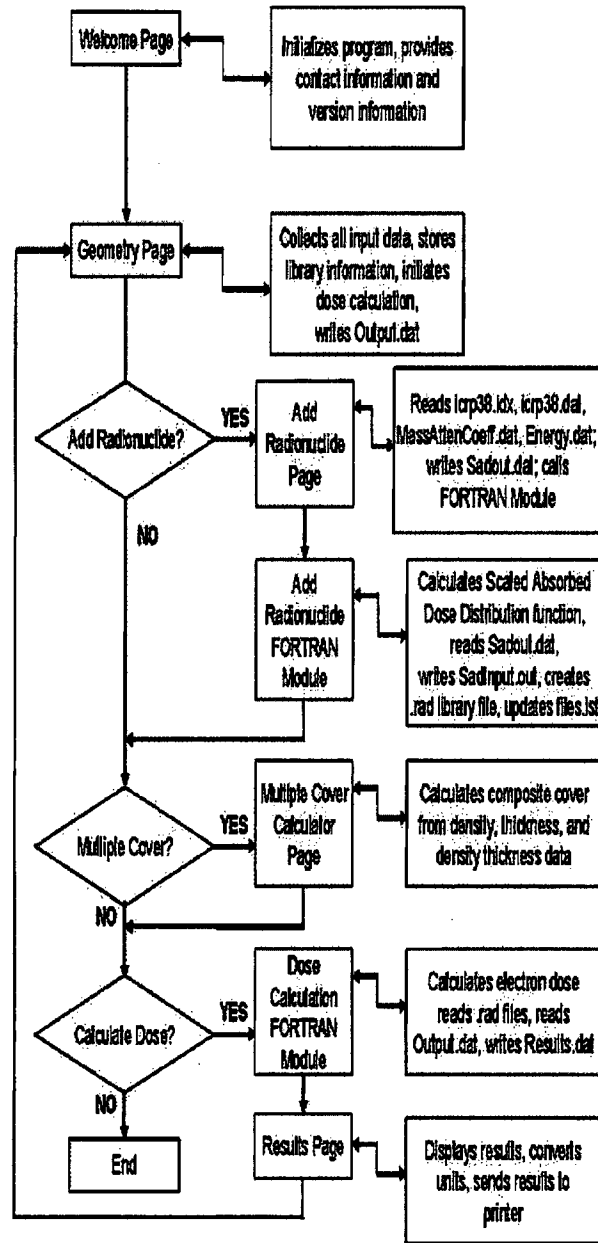 Welcome Page
Initializes program, provides
contact information and
version information
Geometry Page
Collects all input data, stores
library information, initiates
dose calculation,
writes Output.dat
Add Radionuclide?
YES
NO
Add
Radionuclide
Page
Reads icrp38.idx, icrp38.dat,
MassAttenCoeff.dat, Energy.dat;
writes Sadout.dat; calls
FORTRAN Module
Add
Radionuclide
FORTRAN
Module
Calculates Scaled Absorbed
Dose Distribution function,
reads Sadout.dat,
writes SadInput.out, creates
.rad library file, updates files.lst
Multiple Cover?
YES
NO
Multiple Cover
Calculator
Page
Calculates composite cover
from density, thickness, and
density thickness data
Calculate Dose?
YES
NO
Dose
Calculation
FORTRAN
Module
Calculates electron dose
reads .rad files, reads
Output.dat, writes Results.dat
End
Results Page
Displays results, converts
units, sends results to
printer